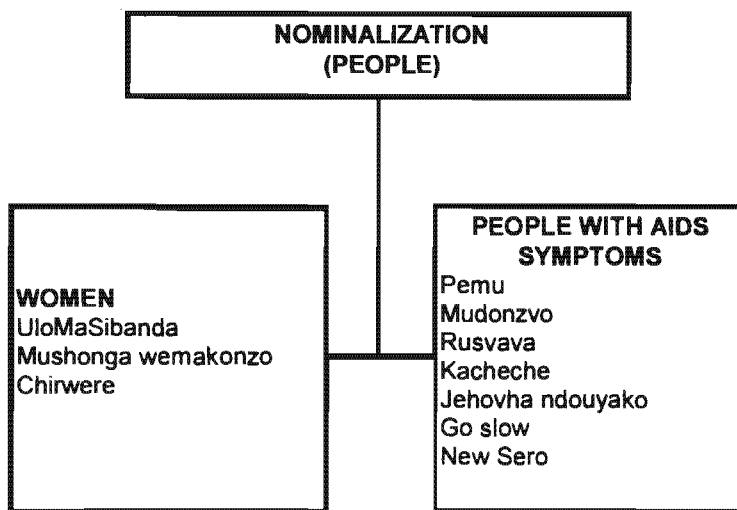 NOMINALIZATION
(PEOPLE)
WOMEN
UloMaSibanda
Mushonga wemakonzo
Chirwere
PEOPLE WITH AIDS
SYMPTOMS
Pemu
Mudonzvo
Rusvava
Kacheche
Jehovha ndouyako
Go slow
New Sero